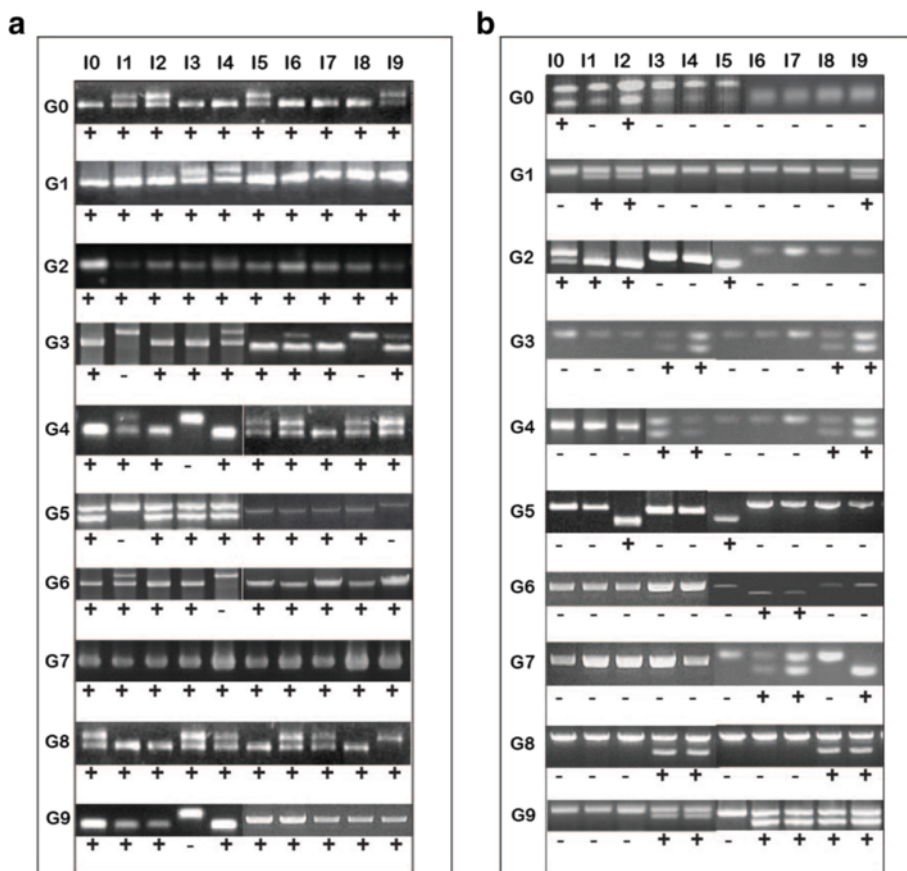 a
I0 I1 I2 I3 I4 I5 I6 I7 I8 I9
G0
+ + + + + + + + + +
G1
+ + + + + + + + + +
G2
+ + + + + + + + + +
G3
+ - + + + + + + - +
G4
+ + + - + + + + + +
G5
+ - + + + + + + + -
G6
+ + + + - + + + + +
G7
+ + + + + + + + + +
G8
+ + + + + + + + + +
G9
+ + + - + + + + + +
b
I0 I1 I2 I3 I4 I5 I6 I7 I8 I9
G0
+ - + - - - - - - -
G1
- + + - - - - - - +
G2
+ + + - - + - - - -
G3
- - - + + - - - + +
G4
- - - + + - - - + +
G5
- - + - - + - - - -
G6
- - - - - - + + - -
G7
- - - - - - + + - +
G8
- - - + + - - - + +
G9
- - - + + - + + + +